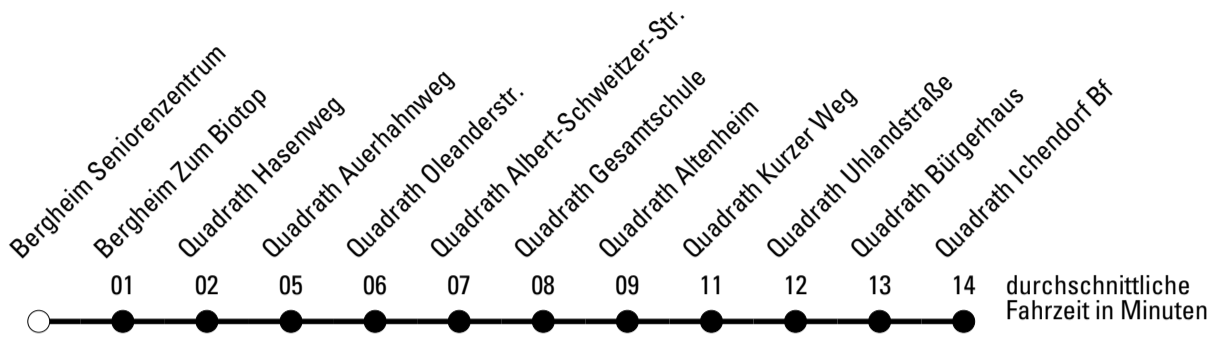 Bergheim Seniorenzentrum
Bergheim Zum Biotop
Quadrath Hasenweg
Quadrath Auerhahnweg
Quadrath Oleanderstr.
Quadrath Albert-Schweitzer-Str.
Quadrath Gesamtschule
Quadrath Altenheim
Quadrath Kurzer Weg
Quadrath Uhlandstraße
Quadrath Bürgerhaus
Quadrath Ichendorf Bf
01 02 05 06 07 08 09 11 12 13 14
durchschnittliche
Fahrzeit in Minuten